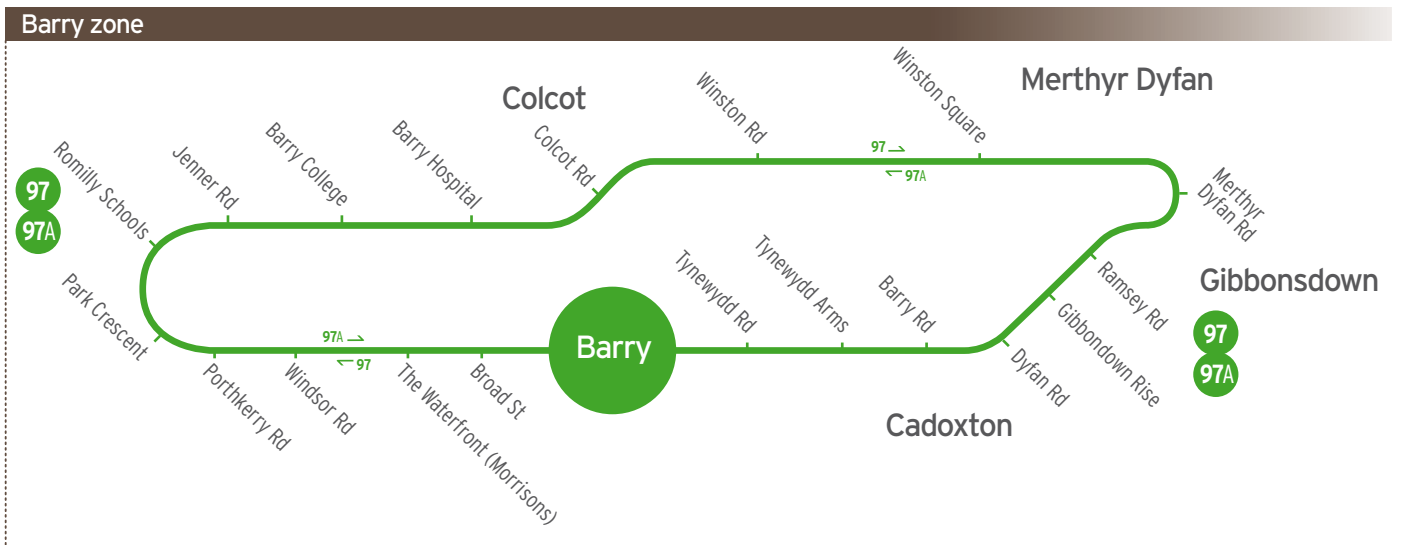 Barry zone
Colcot
Merthyr Dyfan
Romilly Schools
Jenner Rd
Barry College
Barry Hospital
Colcot Rd
Winston Rd
97
97A
Winston Square
Merthyr
Dyfan Rd
97
97A
Park Crescent
Porthkerry Rd
97A
97
Windsor Rd
The Waterfront (Morrisons)
Broad St
Barry
Tynewydd Rd
Tynewydd Arms
Barry Rd
Dyfan Rd
Gibbondown Rise
Ramsey Rd
Gibbonsdown
97
97A
Cadoxton